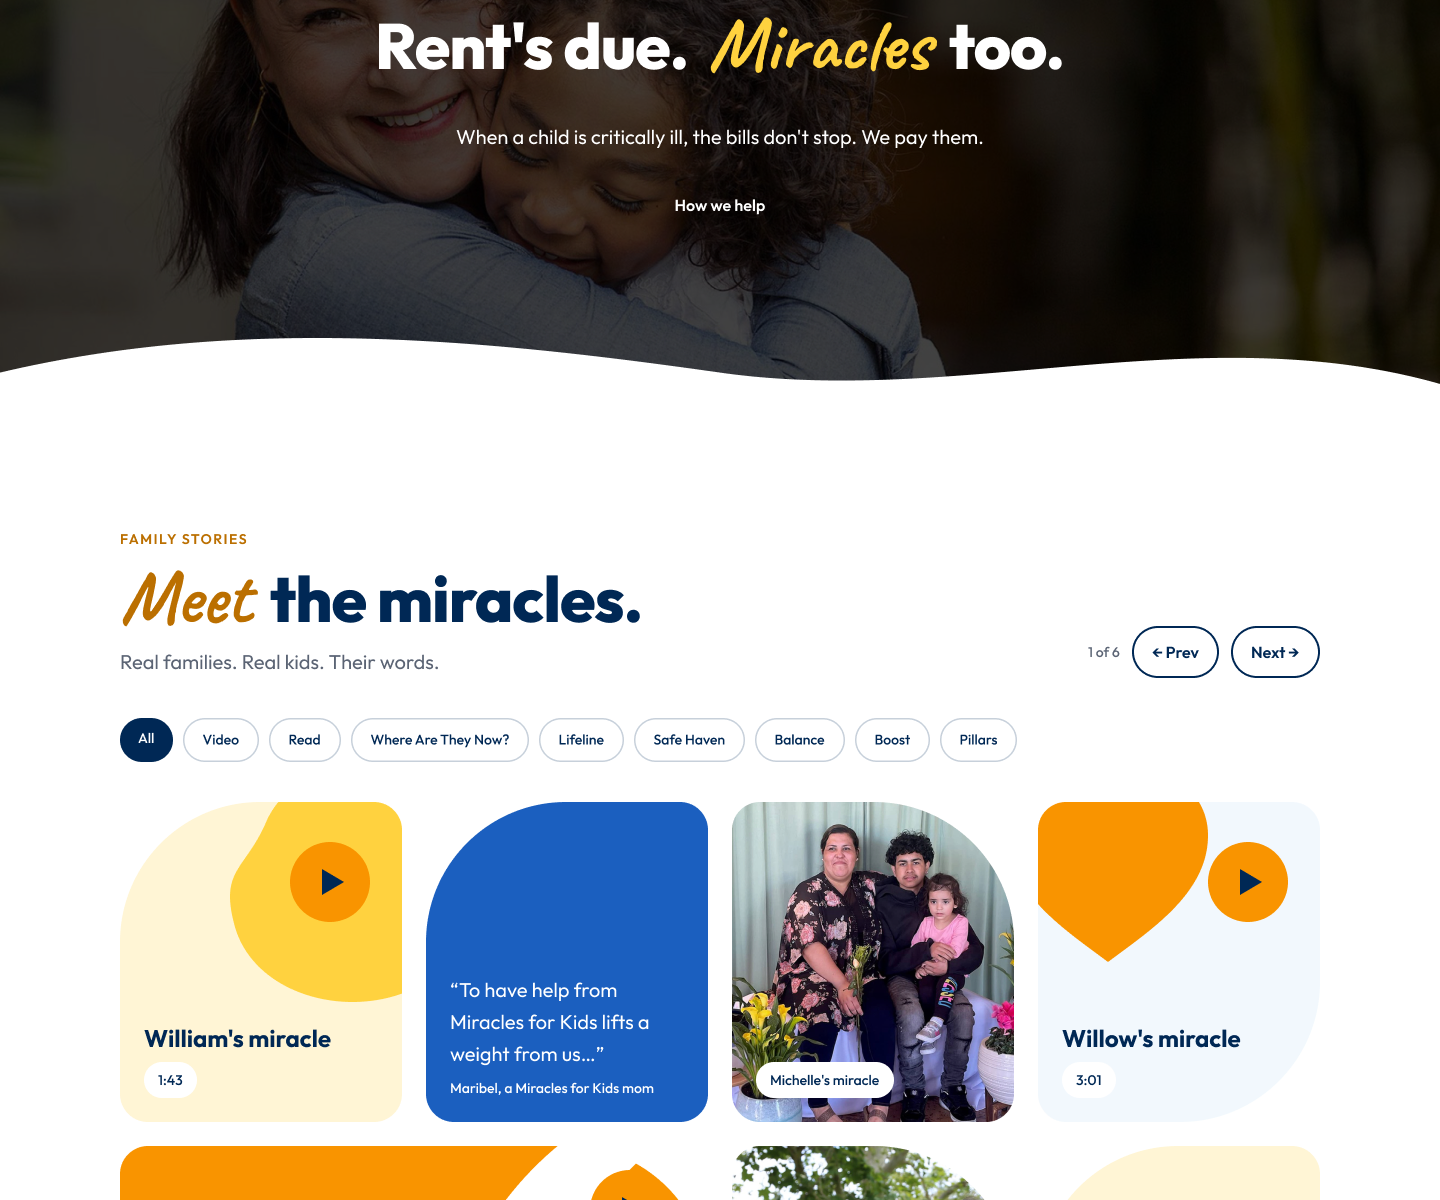 Rent's due. Miracles too.
When a child is critically ill, the bills don't stop. We pay them.
How we help
FAMILY STORIES
Meet the miracles.
Real families. Real kids. Their words.
1 of 6
← Prev
Next →
All
Video
Read
Where Are They Now?
Lifeline
Safe Haven
Balance
Boost
Pillars
William's miracle
1:43
“To have help from
Miracles for Kids lifts a
weight from us…”
Maribel, a Miracles for Kids mom
Michelle's miracle
Willow's miracle
3:01